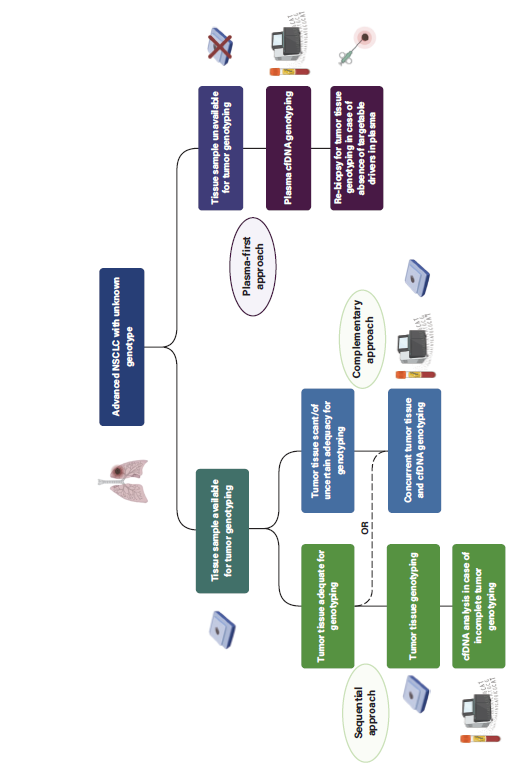 Advanced NSCLC with unknown
genotype
Tissue sample available
for tumor genotyping
Tissue sample unavailable
for tumor genotyping
Tumor tissue adequate for
genotyping
Tumor tissue scant/of
uncertain adequacy for
genotyping
Plasma-first
approach
Plasma cfDNA genotyping
Re-biopsy for tumor tissue
genotyping in case of
absence of targetable
drivers in plasma
OR
Sequential
approach
Tumor tissue genotyping
cfDNA analysis in case of
incomplete tumor
genotyping
Complementary
approach
Concurrent tumor tissue
and cfDNA genotyping